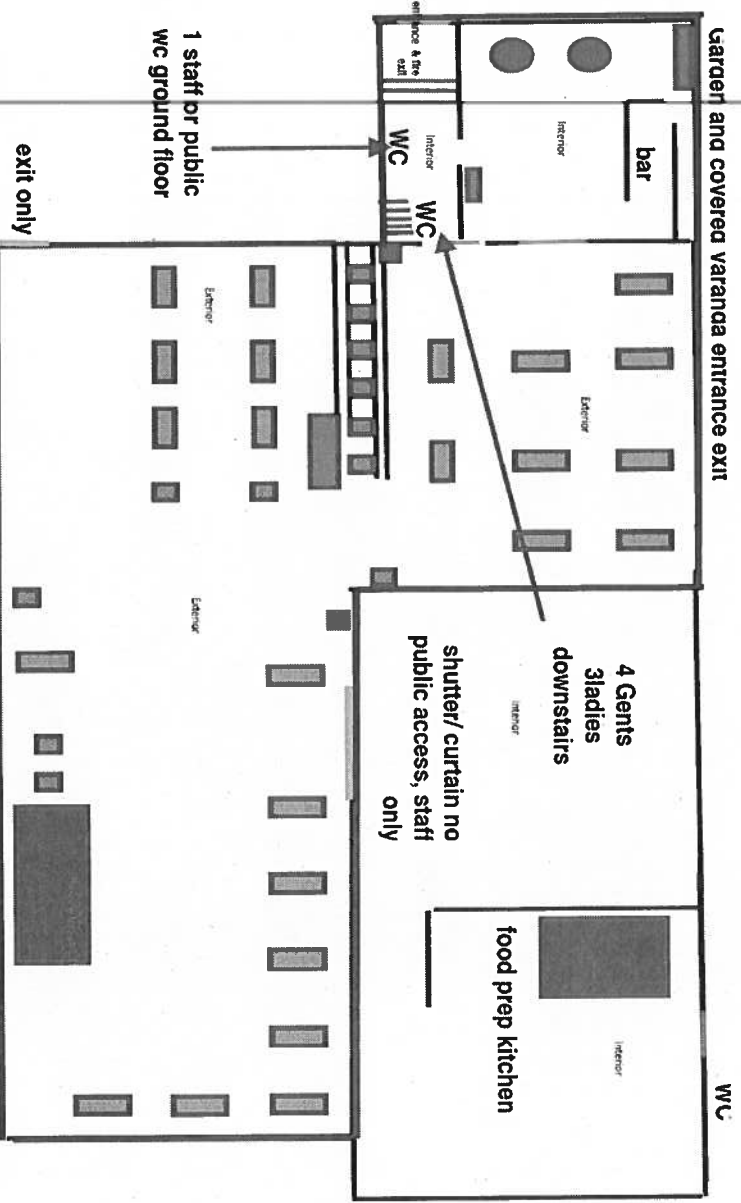 Garden and covered varanda entrance exit
WC
entrance & fire
exit
1 staff or public
wc ground floor
WC
Interior
WC
Interior
bar
exit only
Exterior
Exterior
Exterior
4 Gents
3ladies
downstairs
Interior
shutter/ curtain no
public access, staff
only
food prep kitchen
Interior